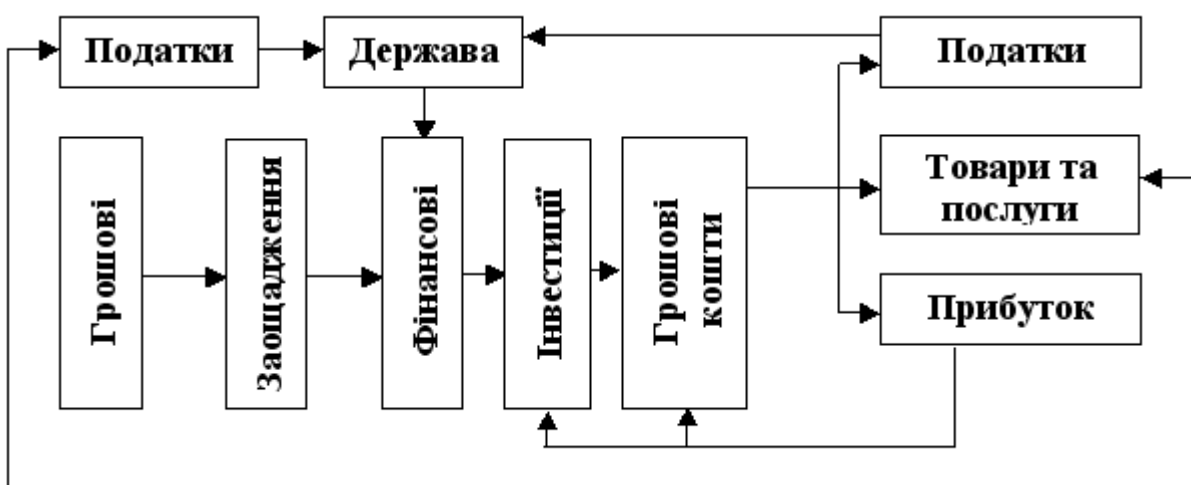 Податки
Держава
Податки
Грошові
Заощадження
Фінансові
Інвестиції
Грошові
кошти
Товари та
послуги
Прибуток